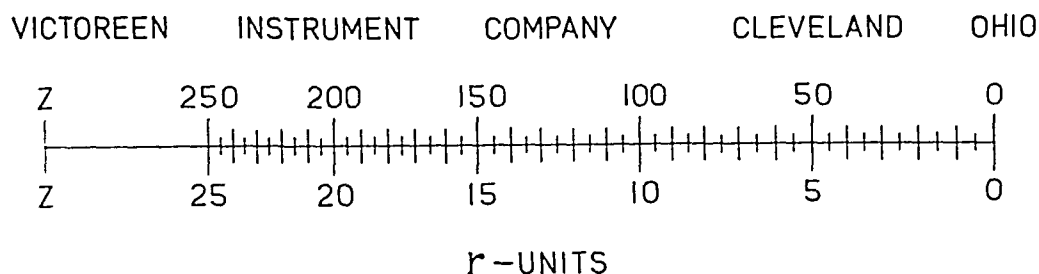 VICTOREEN INSTRUMENT COMPANY CLEVELAND OHIO
Z 250 200 150 100 50 0
Z 25 20 15 10 5 0
r-UNITS